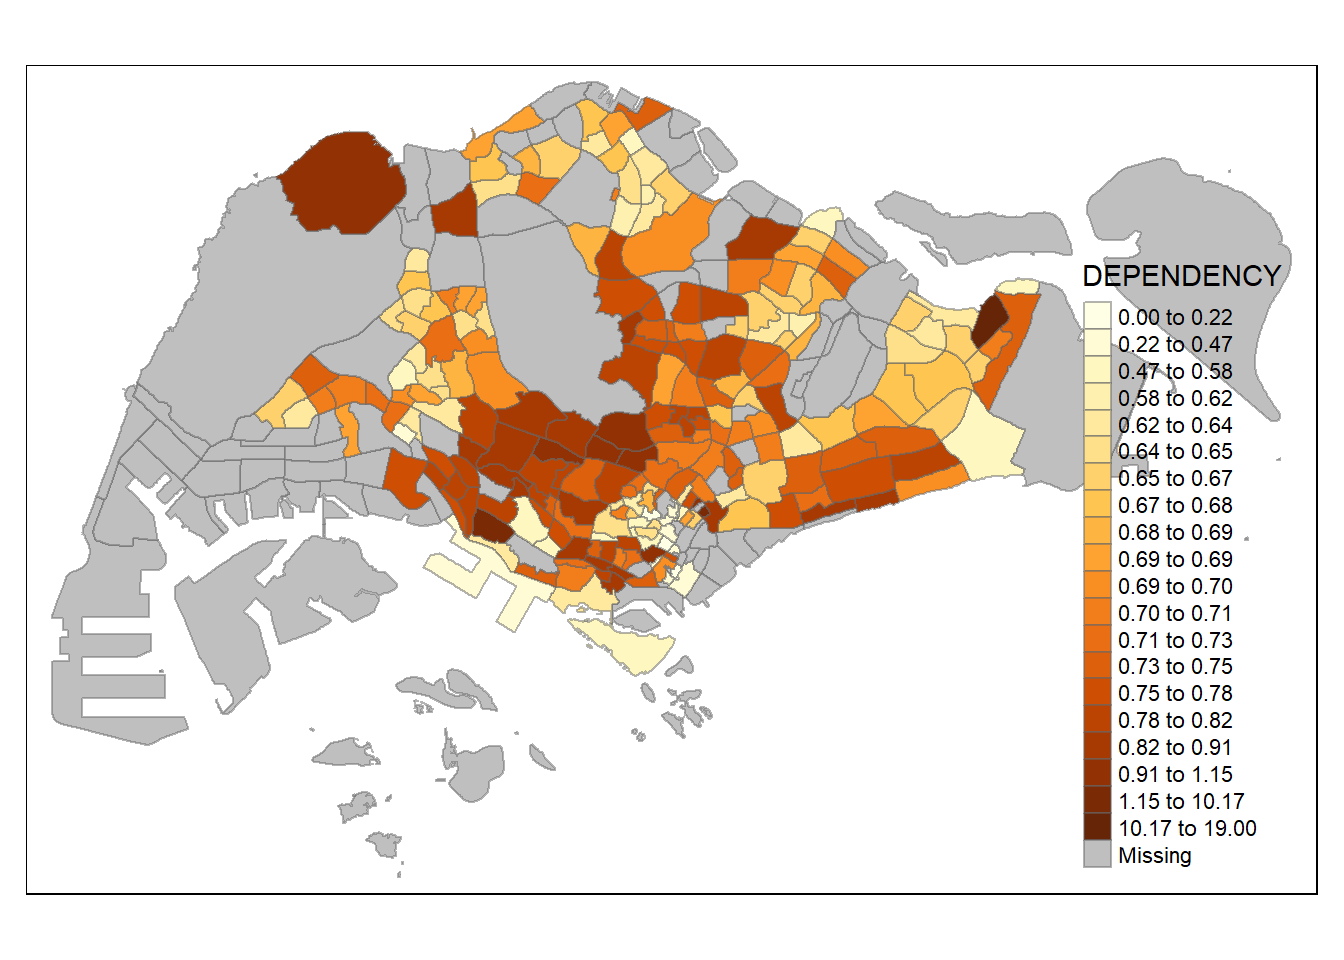 DEPENDENCY
0.00 to 0.22
0.22 to 0.47
0.47 to 0.58
0.58 to 0.62
0.62 to 0.64
0.64 to 0.65
0.65 to 0.67
0.67 to 0.68
0.68 to 0.69
0.69 to 0.69
0.69 to 0.70
0.70 to 0.71
0.71 to 0.73
0.73 to 0.75
0.75 to 0.78
0.78 to 0.82
0.82 to 0.91
0.91 to 1.15
1.15 to 10.17
10.17 to 19.00
Missing